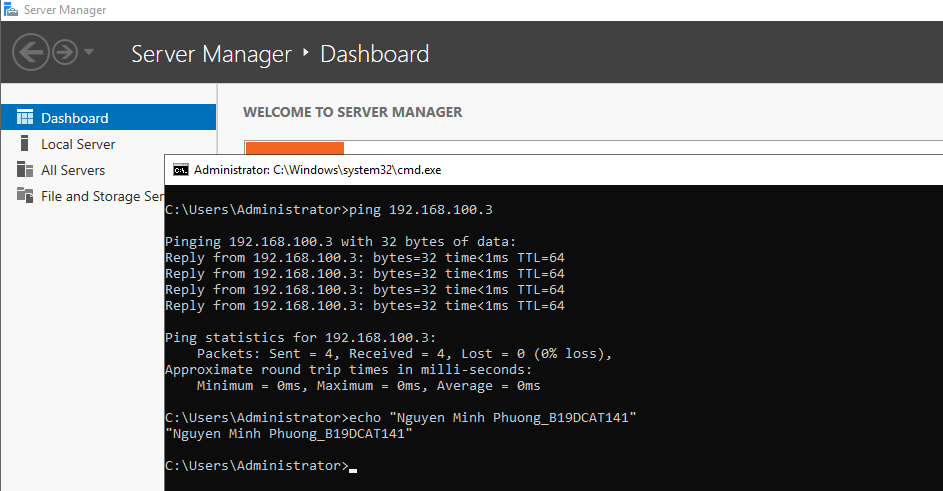 Server Manager
Server Manager ‣ Dashboard
Dashboard
Local Server
All Servers
File and Storage Ser
WELCOME TO SERVER MANAGER
Administrator: C:\Windows\system32\cmd.exe
C:\Users\Administrator>ping 192.168.100.3
Pinging 192.168.100.3 with 32 bytes of data:
Reply from 192.168.100.3: bytes=32 time<1ms TTL=64
Reply from 192.168.100.3: bytes=32 time<1ms TTL=64
Reply from 192.168.100.3: bytes=32 time<1ms TTL=64
Reply from 192.168.100.3: bytes=32 time<1ms TTL=64
Ping statistics for 192.168.100.3:
    Packets: Sent = 4, Received = 4, Lost = 0 (0% loss),
Approximate round trip times in milli-seconds:
    Minimum = 0ms, Maximum = 0ms, Average = 0ms
C:\Users\Administrator>echo "Nguyen Minh Phuong_B19DCAT141"
"Nguyen Minh Phuong_B19DCAT141"
C:\Users\Administrator>